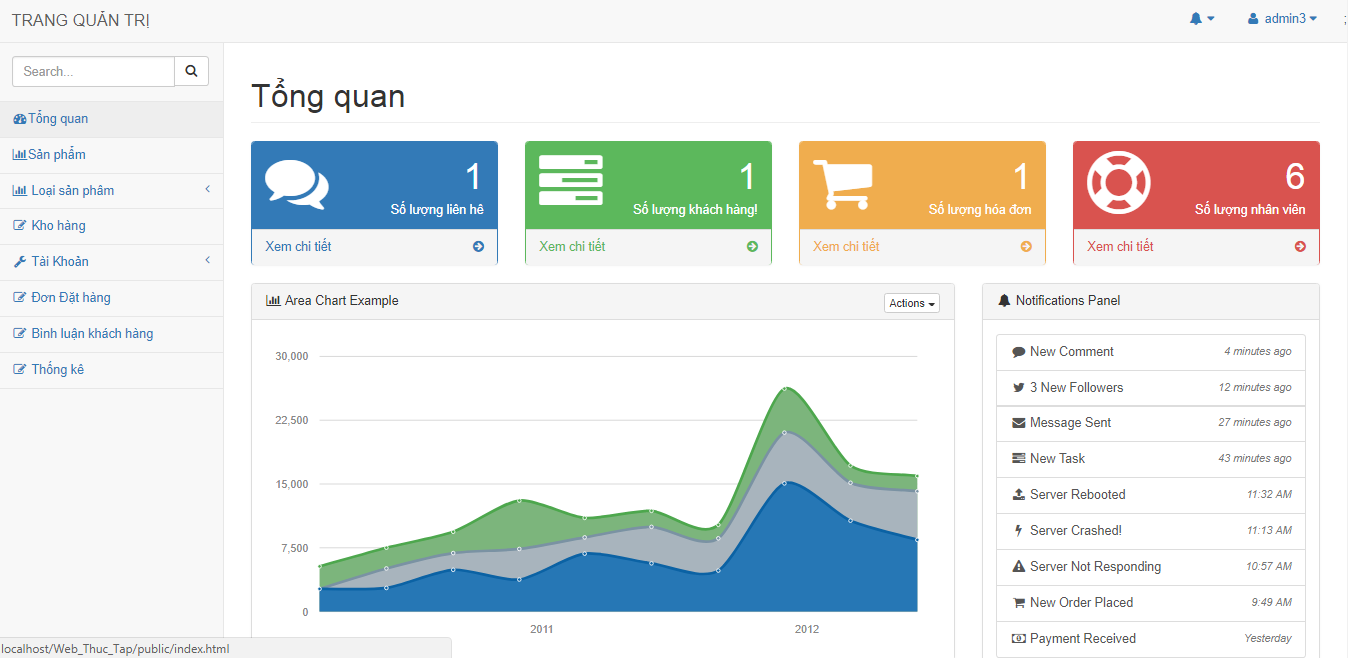 TRANG QUẢN TRỊ
admin3
;
Search...
Tổng quan
Sản phẩm
Loại sản phẩm
Kho hàng
Tài Khoản
Đơn Đặt hàng
Bình luận khách hàng
Thống kê
Tổng quan
1
Số lượng liên hê
Xem chi tiết
1
Số lượng khách hàng!
Xem chi tiết
1
Số lượng hóa đơn
Xem chi tiết
6
Số lượng nhân viên
Xem chi tiết
Area Chart Example
Actions
30,000
22,500
15,000
7,500
0
2011
2012
Notifications Panel
New Comment 4 minutes ago
3 New Followers 12 minutes ago
Message Sent 27 minutes ago
New Task 43 minutes ago
Server Rebooted 11:32 AM
Server Crashed! 11:13 AM
Server Not Responding 10:57 AM
New Order Placed 9:49 AM
Payment Received Yesterday
localhost/Web_Thuc_Tap/public/index.html